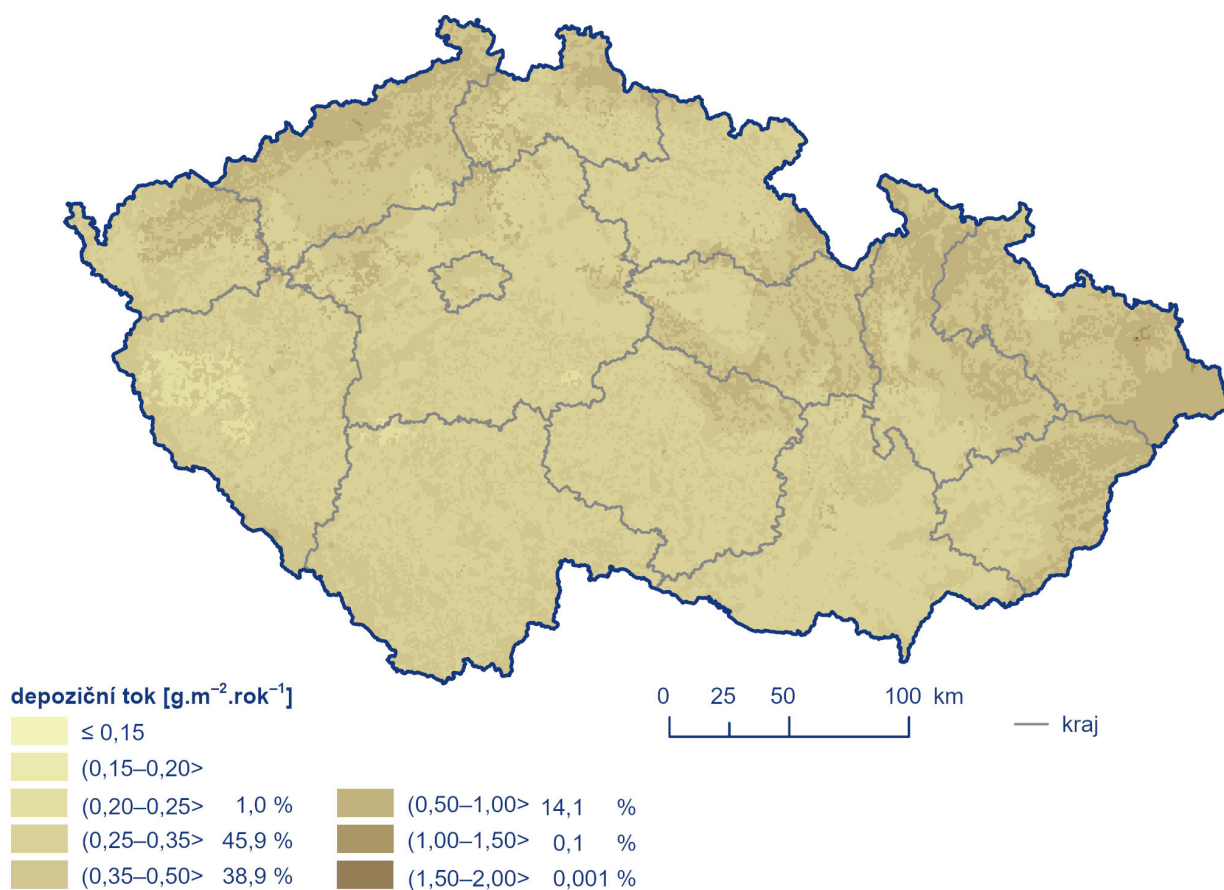 depoziční tok [g.m⁻².rok⁻¹]
≤ 0,15
(0,15–0,20>
(0,20–0,25> 1,0 %
(0,25–0,35> 45,9 %
(0,35–0,50> 38,9 %
(0,50–1,00> 14,1 %
(1,00–1,50> 0,1 %
(1,50–2,00> 0,001 %
0 25 50 100 km
kraj